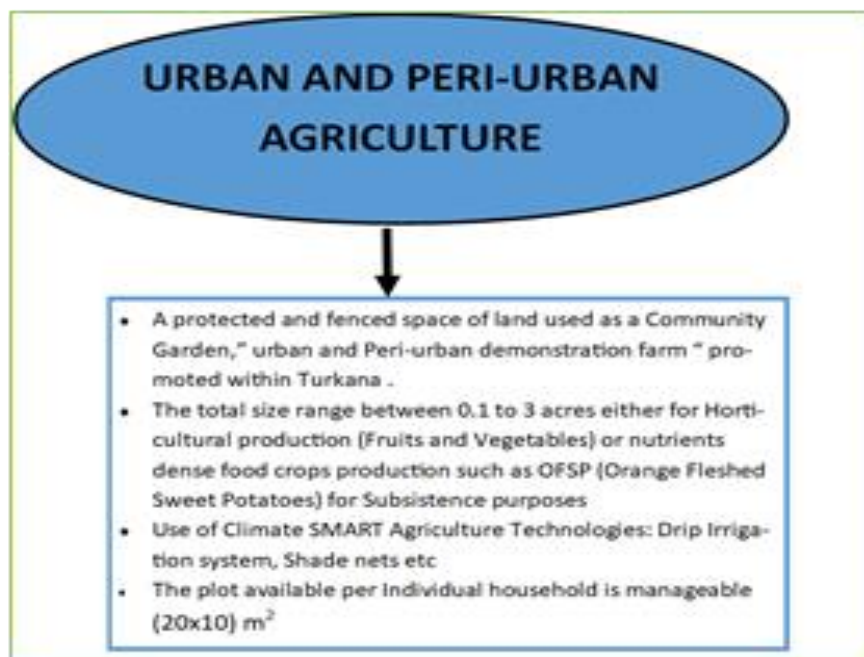 URBAN AND PERI-URBAN
AGRICULTURE
• A protected and fenced space of land used as a Community
Garden,” urban and Peri-urban demonstration farm “ pro-
moted within Turkana .
• The total size range between 0.1 to 3 acres either for Horti-
cultural production (Fruits and Vegetables) or nutrients
dense food crops production such as OFSP (Orange Fleshed
Sweet Potatoes) for Subsistence purposes
• Use of Climate SMART Agriculture Technologies: Drip Irriga-
tion system, Shade nets etc
• The plot available per Individual household is manageable
(20x10) m²